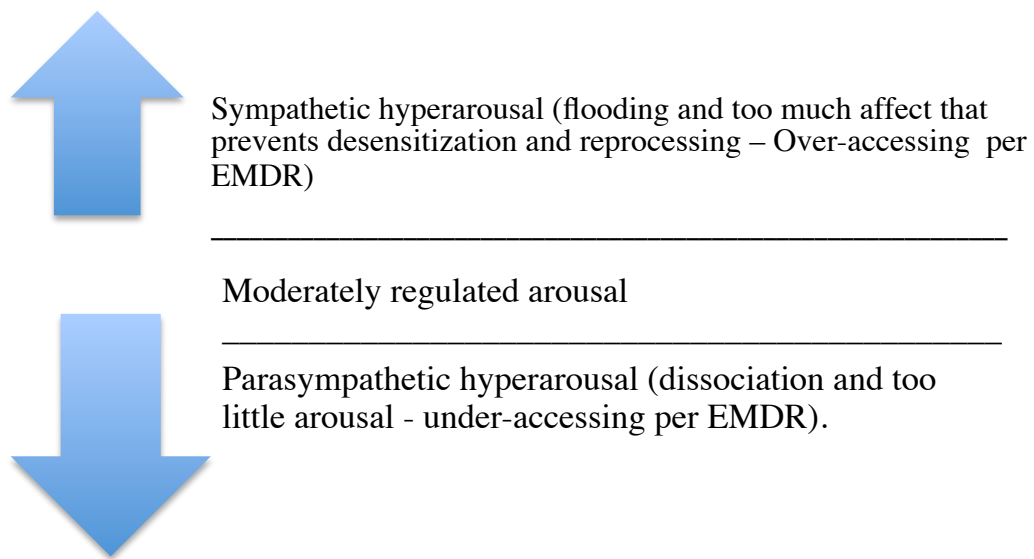 Sympathetic hyperarousal (flooding and too much affect that
prevents desensitization and reprocessing – Over-accessing  per
EMDR)
Moderately regulated arousal
Parasympathetic hyperarousal (dissociation and too
little arousal - under-accessing per EMDR).